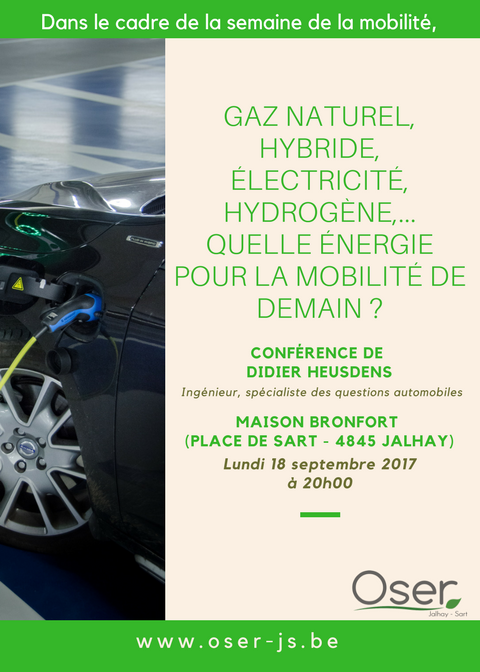 Dans le cadre de la semaine de la mobilité,
GAZ NATUREL,
HYBRIDE,
ÉLECTRICITÉ,
HYDROGÈNE,...
QUELLE ÉNERGIE
POUR LA MOBILITÉ DE
DEMAIN ?
CONFÉRENCE DE
DIDIER HEUSDENS
Ingénieur, spécialiste des questions automobiles
MAISON BRONFORT
(PLACE DE SART - 4845 JALHAY)
Lundi 18 septembre 2017
à 20h00
Oser
Jalhay - Sart
www.oser-js.be